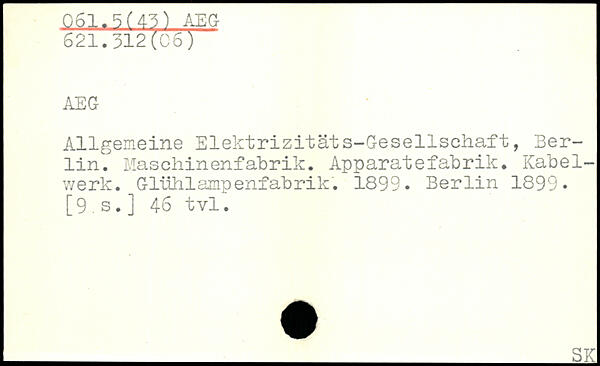 061.5(43) AEG
621.312(06)
AEG
Allgemeine Elektrizitäts-Gesellschaft, Ber-
lin. Maschinenfabrik. Apparatefabrik. Kabel-
werk. Glühlampenfabrik. 1899. Berlin 1899.
[9 s.] 46 tvl.
SK